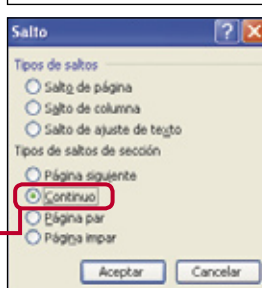 Salto
Tipos de saltos
Salto de página
Salto de columna
Salto de ajuste de texto
Tipos de saltos de sección
Página siguiente
Continuo
Página par
Página impar
Aceptar Cancelar